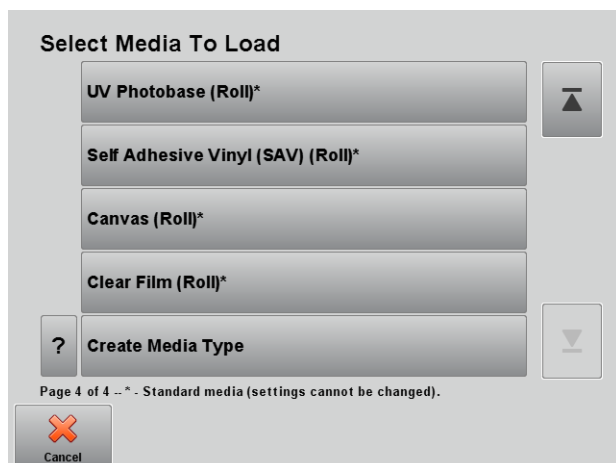 Select Media To Load
UV Photobase (Roll)*
Self Adhesive Vinyl (SAV) (Roll)*
Canvas (Roll)*
Clear Film (Roll)*
? Create Media Type
Page 4 of 4 -- * - Standard media (settings cannot be changed).
Cancel